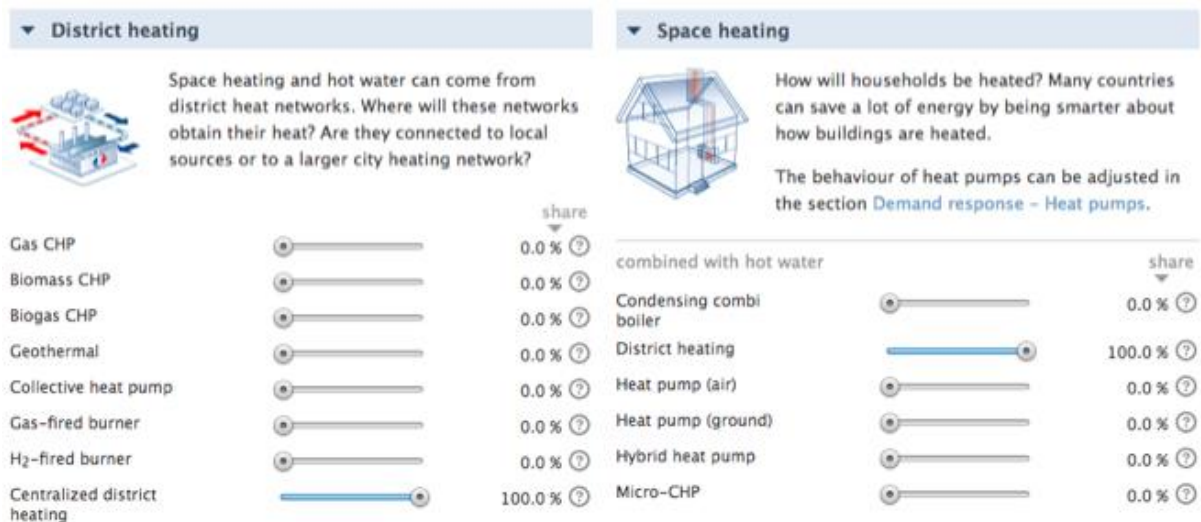 District heating
Space heating and hot water can come from
district heat networks. Where will these networks
obtain their heat? Are they connected to local
sources or to a larger city heating network?
share
Gas CHP 0.0 % ?
Biomass CHP 0.0 % ?
Biogas CHP 0.0 % ?
Geothermal 0.0 % ?
Collective heat pump 0.0 % ?
Gas-fired burner 0.0 % ?
H2-fired burner 0.0 % ?
Centralized district
heating
100.0 % ?
Space heating
How will households be heated? Many countries
can save a lot of energy by being smarter about
how buildings are heated.
The behaviour of heat pumps can be adjusted in
the section Demand response – Heat pumps.
combined with hot water share
Condensing combi
boiler
0.0 % ?
District heating 100.0 % ?
Heat pump (air) 0.0 % ?
Heat pump (ground) 0.0 % ?
Hybrid heat pump 0.0 % ?
Micro-CHP 0.0 % ?